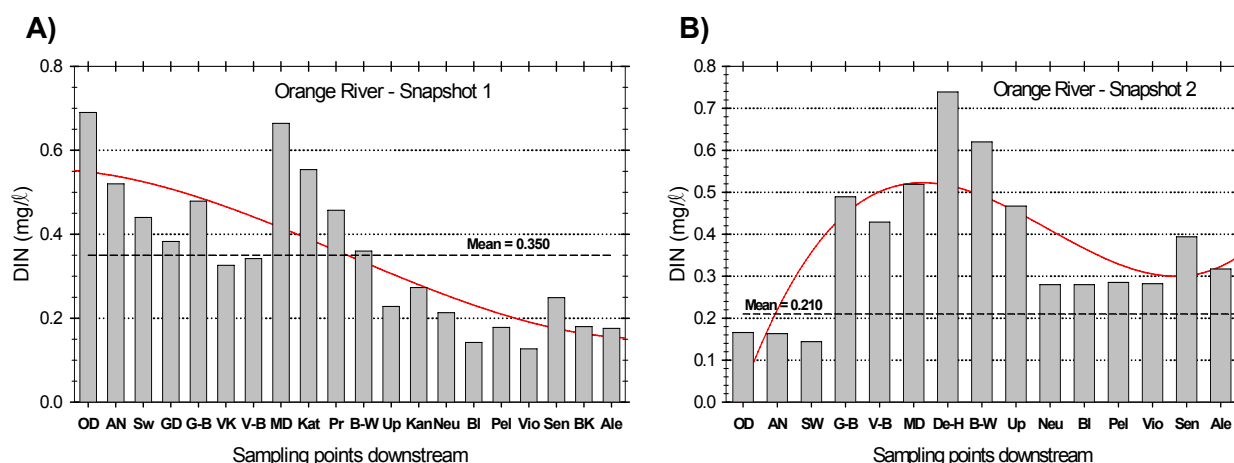 A)
Orange River - Snapshot 1
DIN (mg/ℓ)
0.8
0.6
0.4
0.2
0.0
Mean = 0.350
OD AN Sw GD G-B VK V-B MD Kat Pr B-W Up Kan Neu Bl Pel Vio Sen BK Ale
Sampling points downstream
B)
Orange River - Snapshot 2
DIN (mg/ℓ)
0.8
0.7
0.6
0.5
0.4
0.3
0.2
0.1
0.0
Mean = 0.210
OD AN SW G-B V-B MD De-H B-W Up Neu Bl Pel Vio Sen Ale
Sampling points downstream